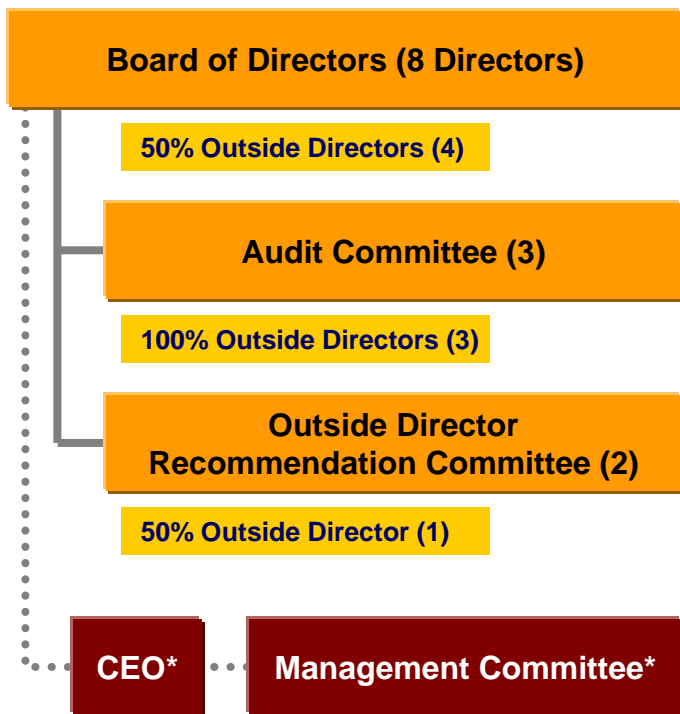 Board of Directors (8 Directors)
50% Outside Directors (4)
Audit Committee (3)
100% Outside Directors (3)
Outside Director
Recommendation Committee (2)
50% Outside Director (1)
CEO*
Management Committee*